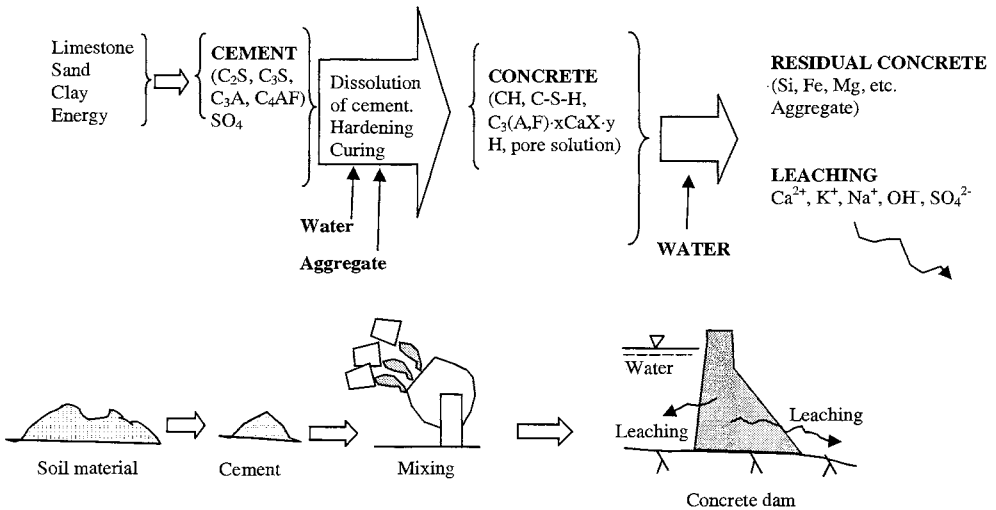 Limestone
Sand
Clay
Energy
CEMENT
(C₂S, C₃S,
C₃A, C₄AF)
SO₄
Dissolution
of cement.
Hardening
Curing
Water
Aggregate
CONCRETE
(CH, C-S-H,
C₃(A,F)·xCaX·y
H, pore solution)
WATER
RESIDUAL CONCRETE
(Si, Fe, Mg, etc.
Aggregate)
LEACHING
Ca²⁺, K⁺, Na⁺, OH⁻, SO₄²⁻
Soil material
Cement
Mixing
Water
Leaching
Leaching
Concrete dam